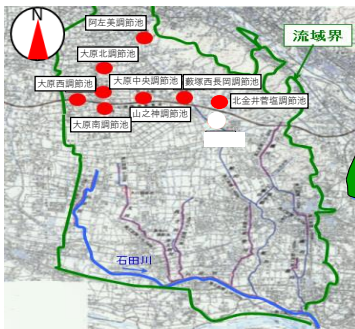 N
阿左美調節池
流域界
大原北調節池
大原西調節池
大原中央調節池
藪塚西長岡調節池
北金井菅塩調節池
山之神調節池
大原南調節池
石田川